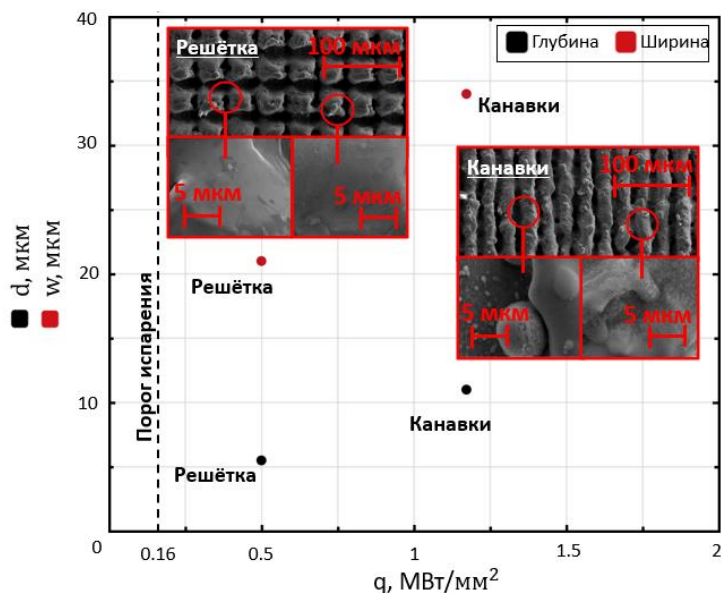 40
30
20
10
0
d, мкм
w, мкм
Порог испарения
Глубина
Ширина
Решётка
100 мкм
5 мкм
5 мкм
Канавки
Канавки
100 мкм
5 мкм
5 мкм
Решётка
Канавки
Решётка
0.16
0.5
1
1.5
2
q, МВт/мм²